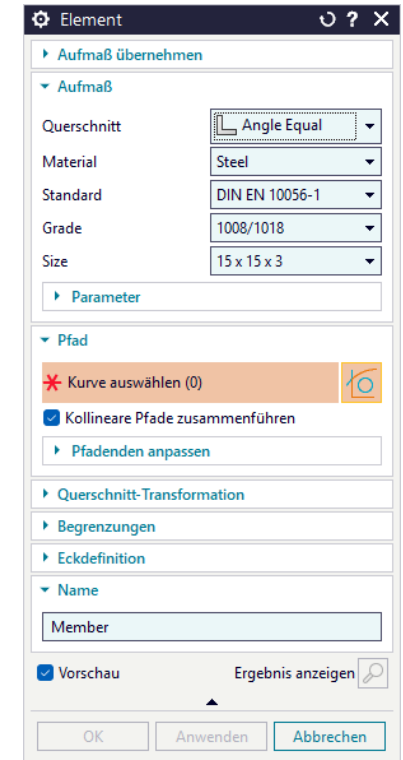 Element
Aufmaß übernehmen
Aufmaß
Querschnitt Angle Equal
Material Steel
Standard DIN EN 10056-1
Grade 1008/1018
Size 15 x 15 x 3
Parameter
Pfad
Kurve auswählen (0)
Kollineare Pfade zusammenführen
Pfadenden anpassen
Querschnitt-Transformation
Begrenzungen
Eckdefinition
Name
Member
Vorschau Ergebnis anzeigen
OK Anwenden Abbrechen